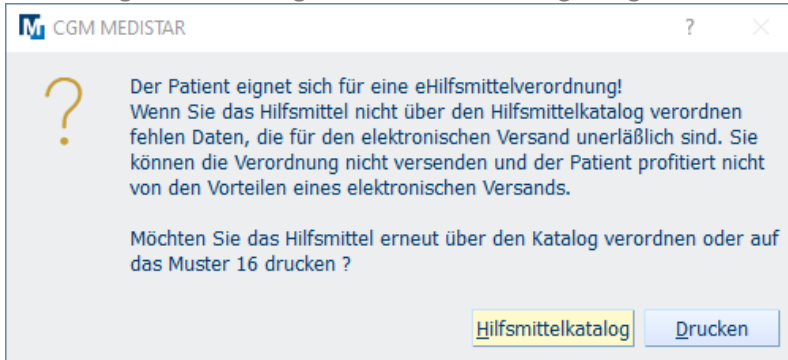 CGM MEDISTAR ?
Der Patient eignet sich für eine eHilfsmittelverordnung!
Wenn Sie das Hilfsmittel nicht über den Hilfsmittelkatalog verordnen
fehlen Daten, die für den elektronischen Versand unerläßlich sind. Sie
können die Verordnung nicht versenden und der Patient profitiert nicht
von den Vorteilen eines elektronischen Versands.
Möchten Sie das Hilfsmittel erneut über den Katalog verordnen oder auf
das Muster 16 drucken ?
Hilfsmittelkatalog Drucken